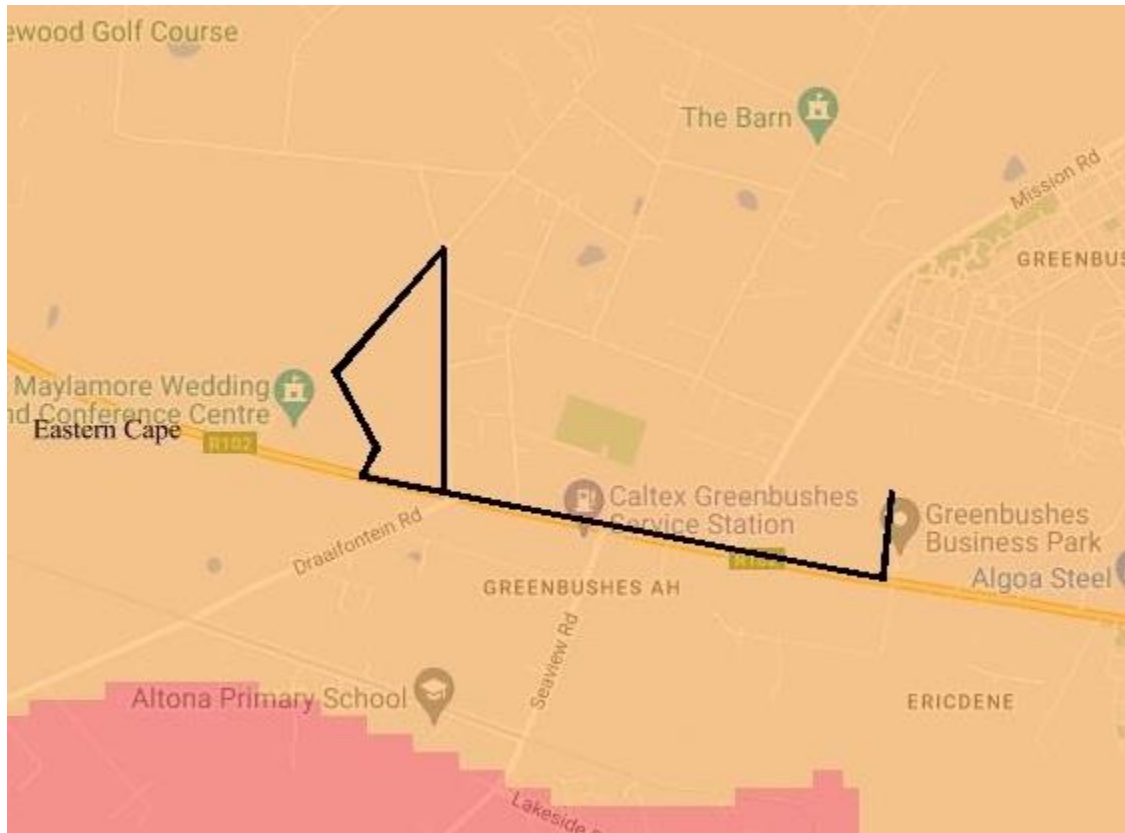 ewood Golf Course
The Barn
Mission Rd
GREENBUS
Maylamore Wedding
nd Conference Centre
Eastern Cape
R102
Caltex Greenbushes
Service Station
Greenbushes
Business Park
Draaifontein Rd
R102
Algoa Steel
GREENBUSHES AH
Seaview Rd
Altona Primary School
ERICDENE
Lakeside